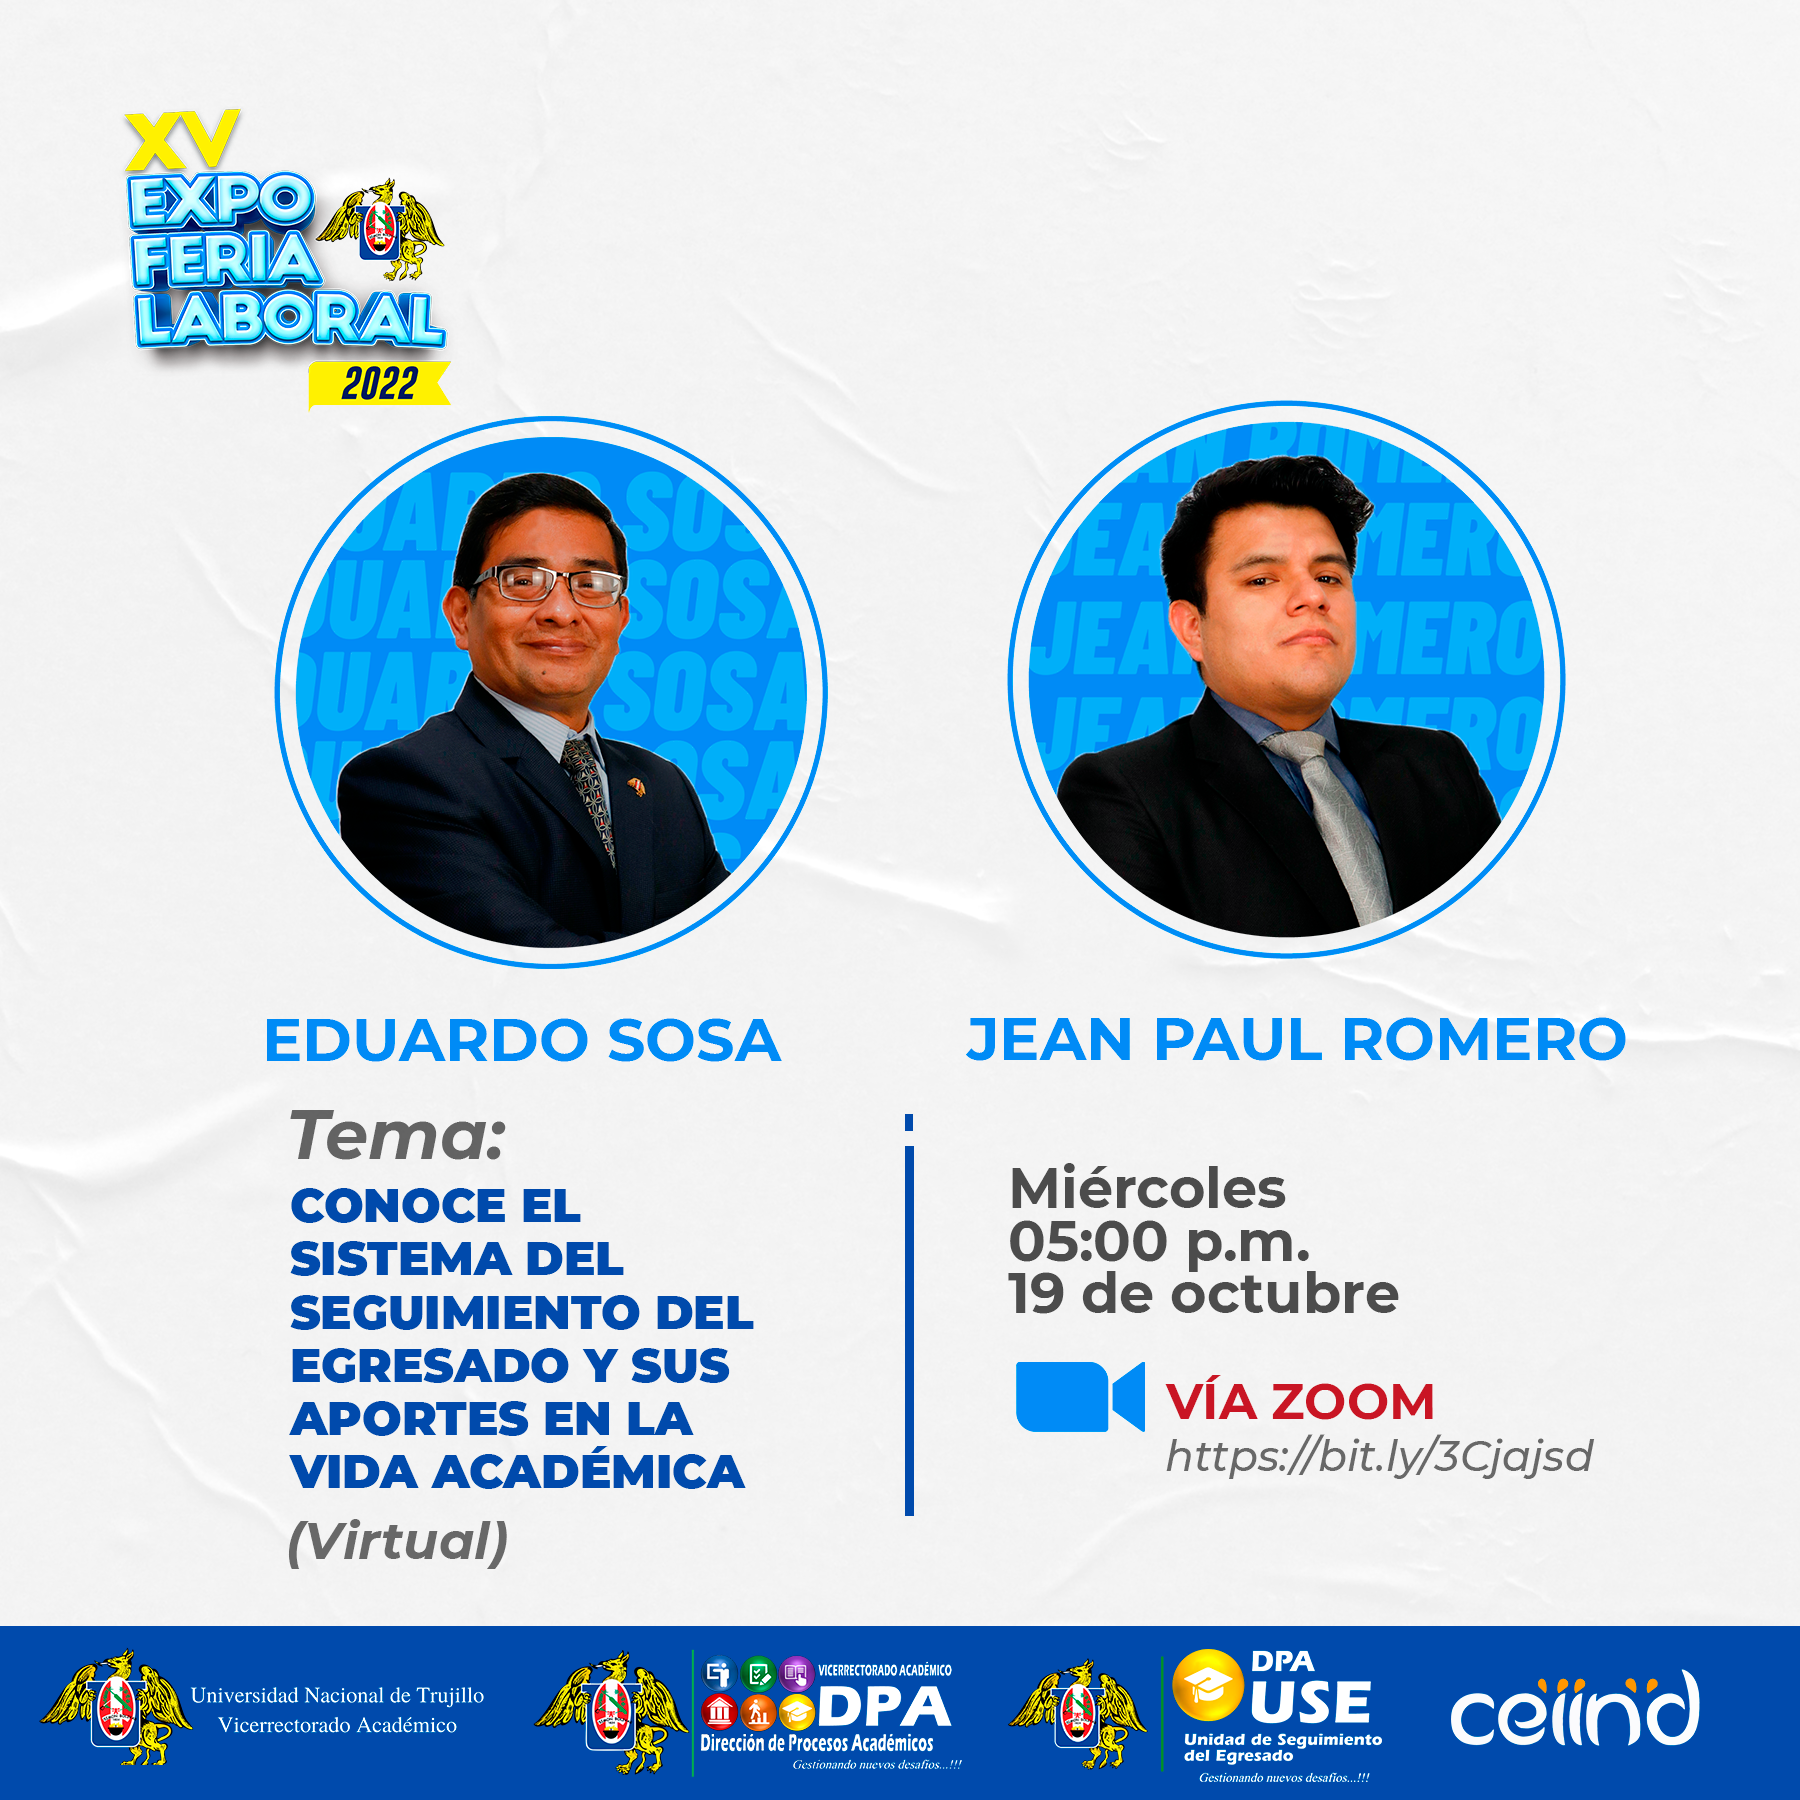 XV
EXPO
FERIA
LABORAL
2022
EDUARDO SOSA
JEAN PAUL ROMERO
Tema:
CONOCE EL
SISTEMA DEL
SEGUIMIENTO DEL
EGRESADO Y SUS
APORTES EN LA
VIDA ACADÉMICA
(Virtual)
Miércoles
05:00 p.m.
19 de octubre
VÍA ZOOM
https://bit.ly/3Cjajsd
Universidad Nacional de Trujillo
Vicerrectorado Académico
VICERRECTORADO ACADÉMICO
DPA
Dirección de Procesos Académicos
Gestionando nuevos desafíos...!!!
DPA
USE
Unidad de Seguimiento
del Egresado
Gestionando nuevos desafíos...!!!
ceiind